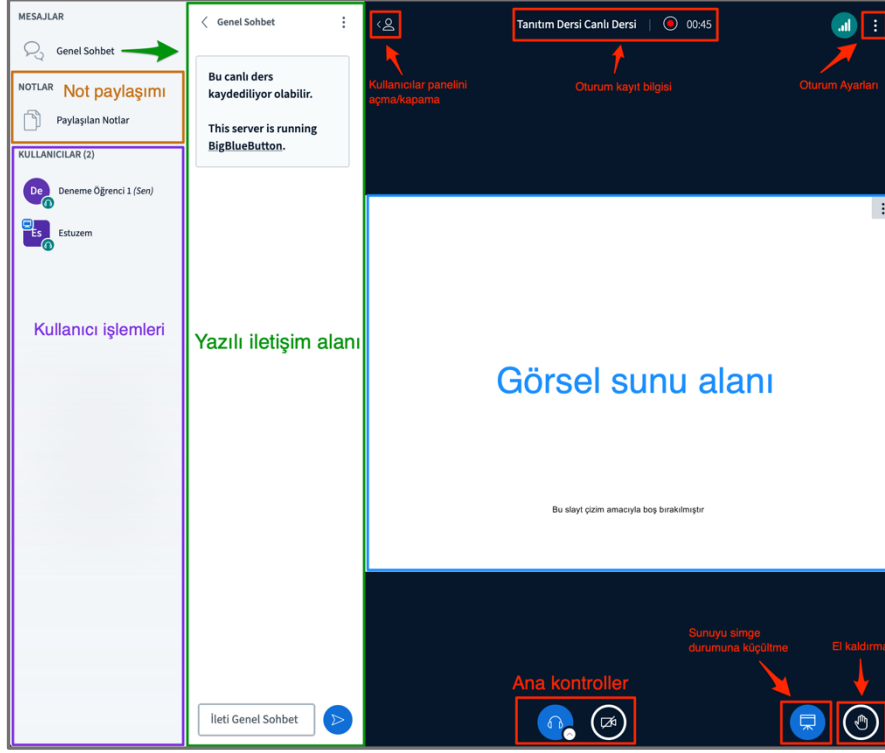 MESAJLAR
Genel Sohbet
NOTLAR
Not paylaşımı
Paylaşılan Notlar
KULLANICILAR (2)
De
Deneme Öğrenci 1 (Sen)
Es
Estuzem
Kullanıcı işlemleri
Genel Sohbet
Bu canlı ders
kaydediliyor olabilir.
This server is running
BigBlueButton.
Yazılı iletişim alanı
İleti Genel Sohbet
Tanıtım Dersi Canlı Dersi
00:45
Kullanıcılar panelini
açma/kapama
Oturum kayıt bilgisi
Oturum Ayarları
Görsel sunu alanı
Bu slayt çizim amacıyla boş bırakılmıştır
Ana kontroller
Sunuyu simge
durumuna küçültme
El kaldırma